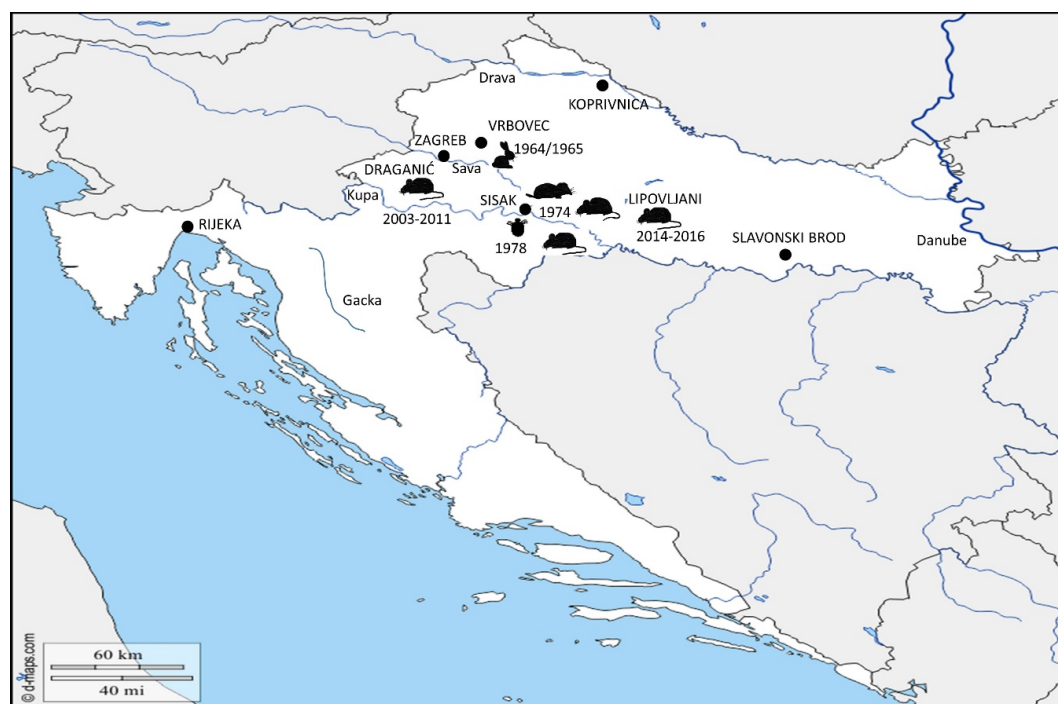 Drava
KOPRIVNICA
VRBOVEC
ZAGREB
1964/1965
DRAGANIĆ
Sava
Kupa
SISAK
LIPOVLJANI
2003-2011
1974
2014-2016
RIJEKA
1978
SLAVONSKI BROD
Danube
Gacka
60 km
40 mi
© d-maps.com